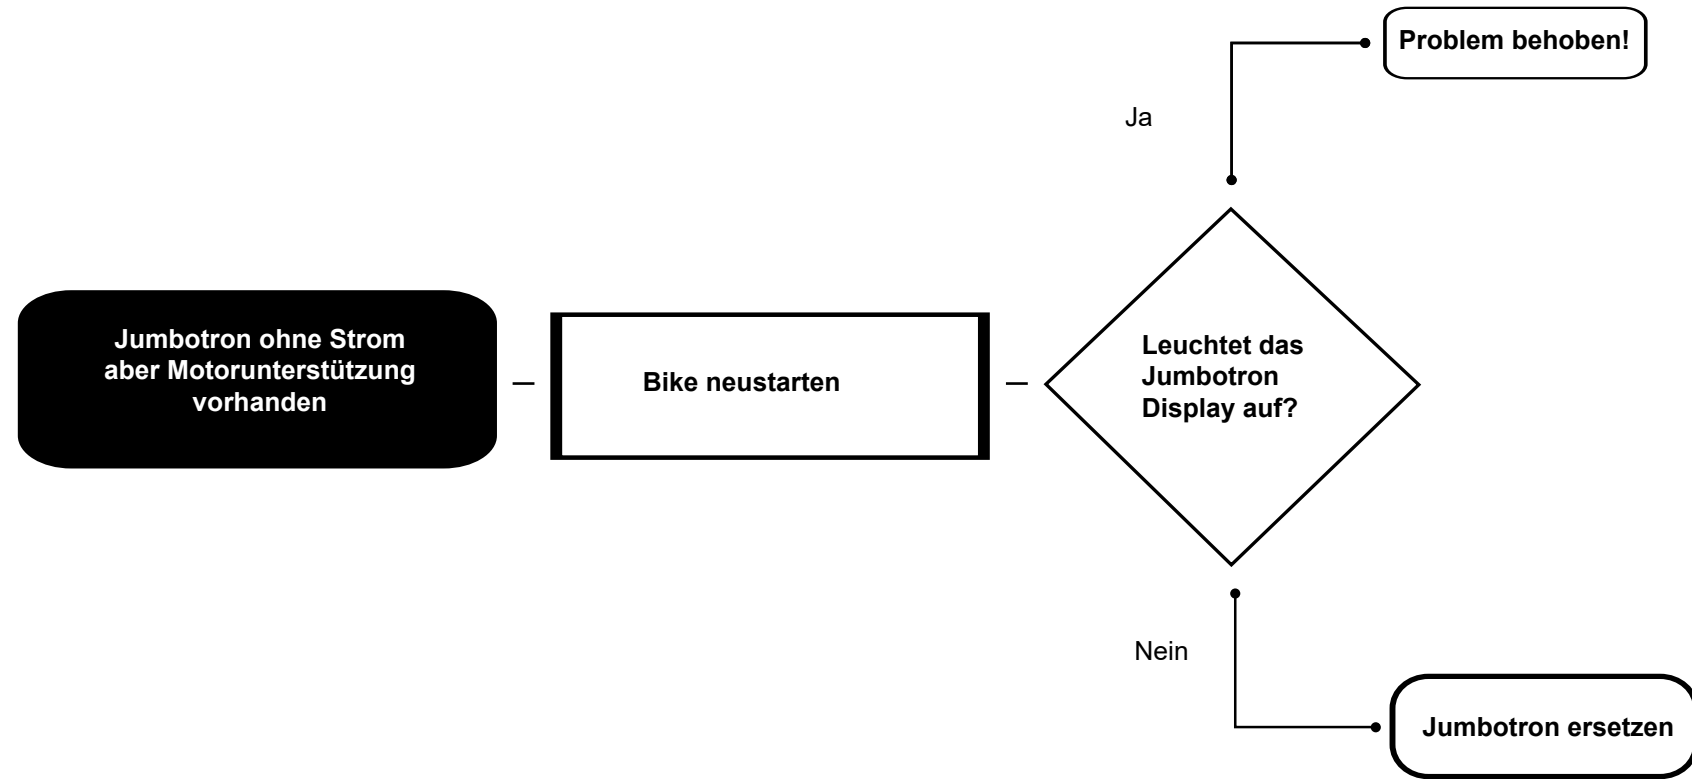 Problem behoben!
Ja
Jumbotron ohne Strom
aber Motorunterstützung
vorhanden
Bike neustarten
Leuchtet das
Jumbotron
Display auf?
Nein
Jumbotron ersetzen